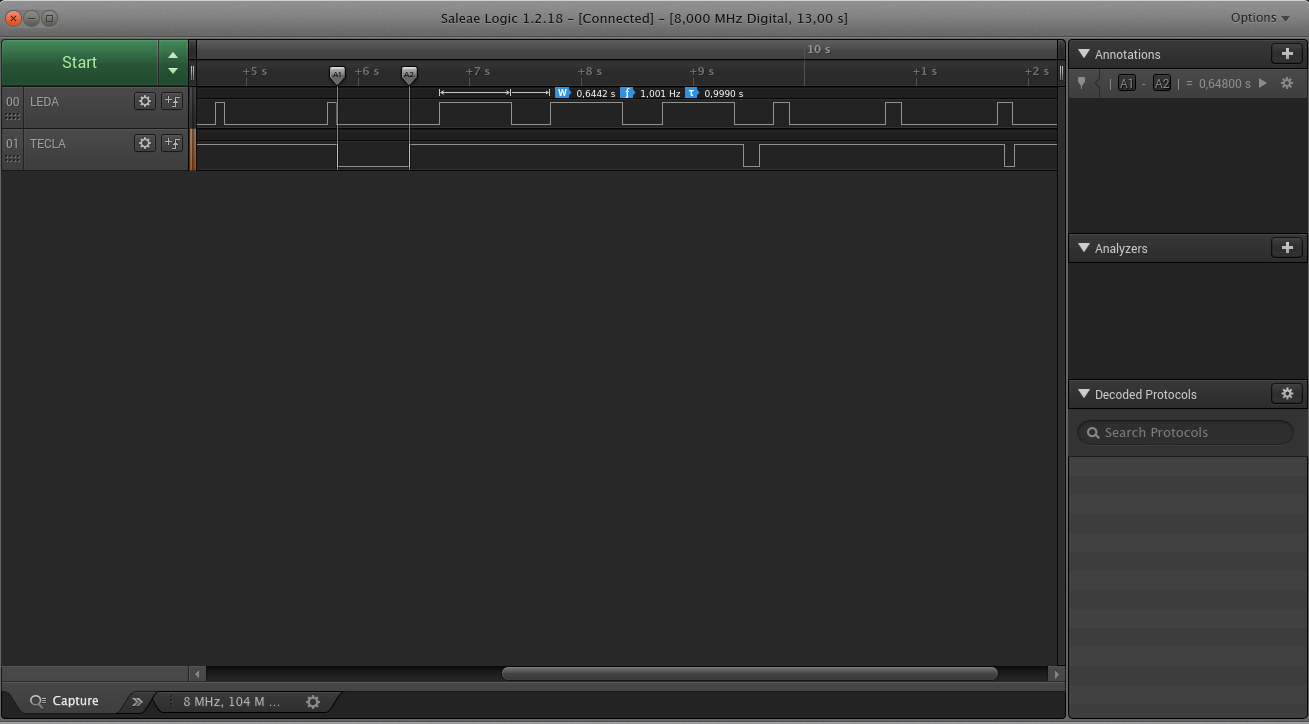 Saleae Logic 1.2.18 – [Connected] – [8,000 MHz Digital, 13,00 s]
Options
Start
10 s
+5 s +6 s +7 s +8 s +9 s +1 s +2 s
A1 A2
W 0,6442 s f 1,001 Hz τ 0,9990 s
00 LEDA
01 TECLA
Annotations
| A1 - A2 | = 0,64800 s
Analyzers
Decoded Protocols
Search Protocols
Capture
8 MHz, 104 M ...